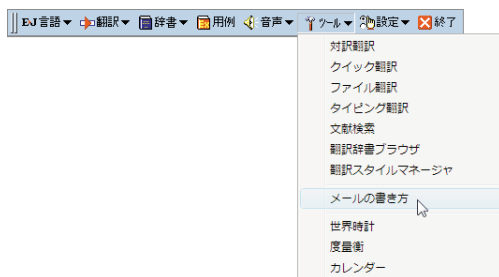 EJ 言語▼ 翻訳▼ 辞書▼ 用例 音声▼ ツール▼ 設定▼ 終了
対訳翻訳
クイック翻訳
ファイル翻訳
タイピング翻訳
文献検索
翻訳辞書ブラウザ
翻訳スタイルマネージャ
メールの書き方
世界時計
度量衡
カレンダー